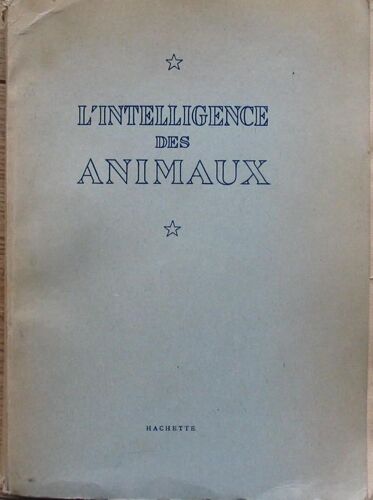 L'INTELLIGENCE
DES
ANIMAUX
HACHETTE